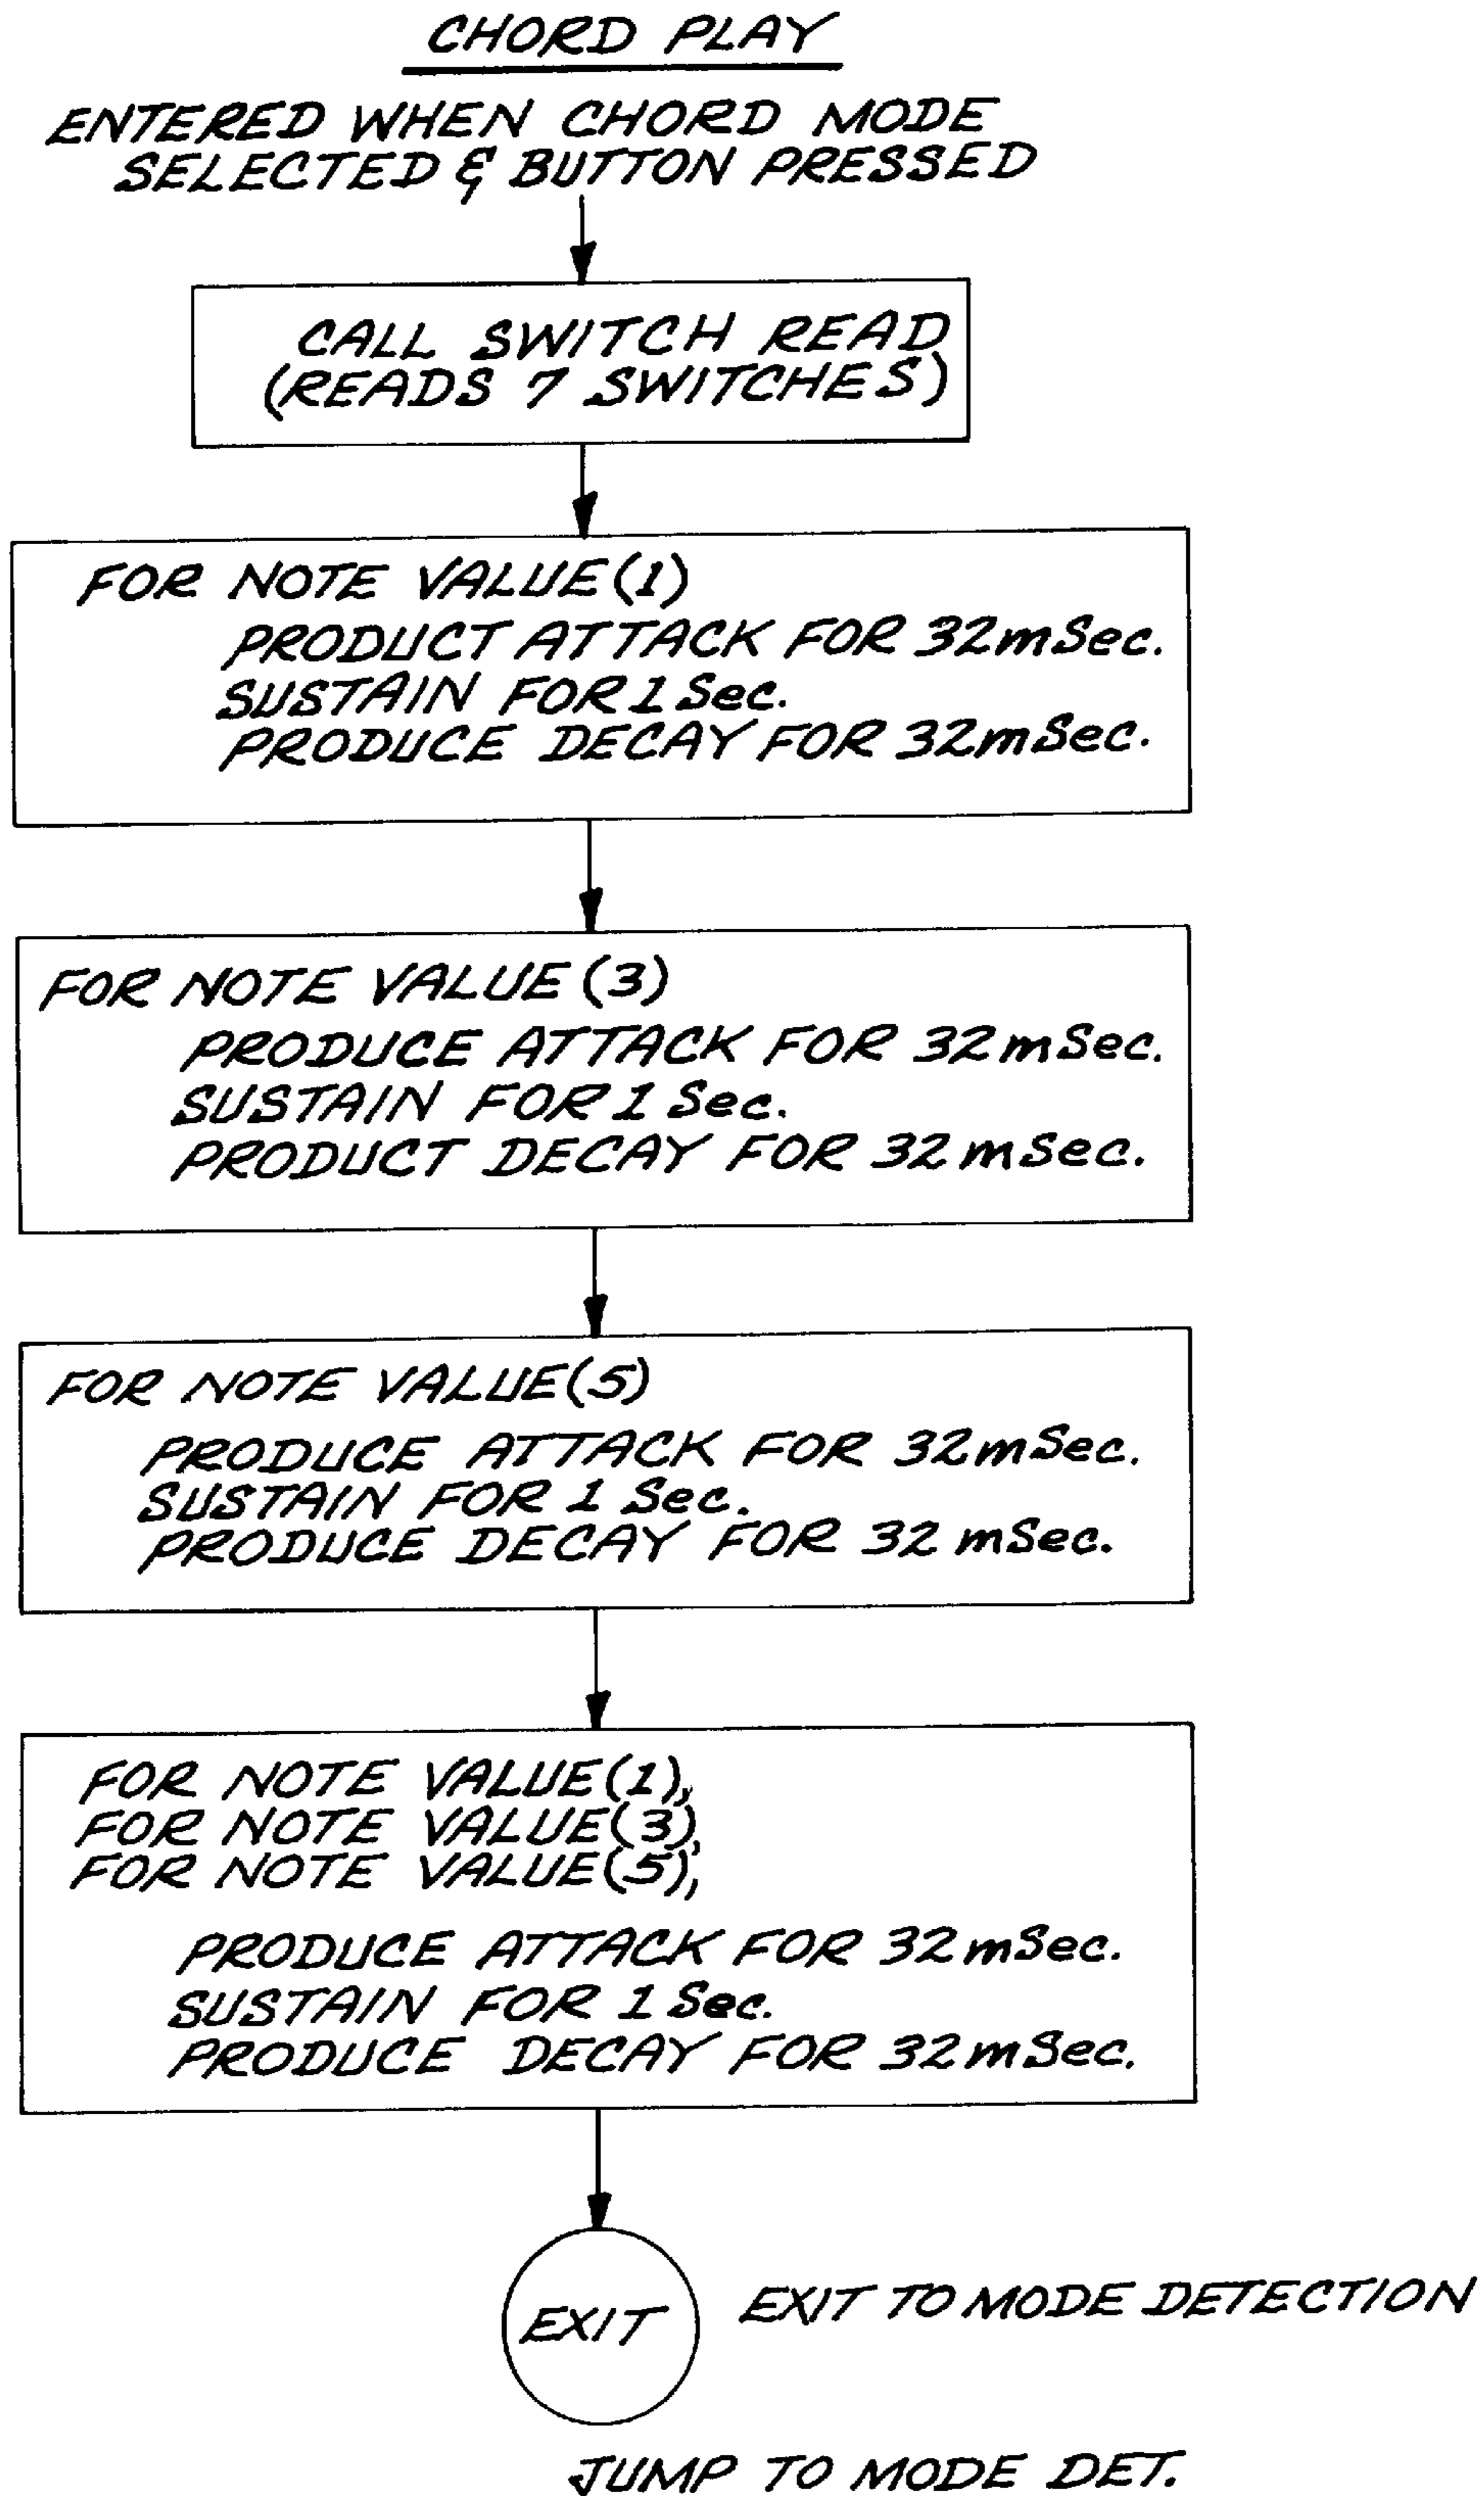 CHORD PLAY
ENTERED WHEN CHORD MODE
SELECTED & BUTTON PRESSED
CALL SWITCH READ
(READS 7 SWITCHES)
FOR NOTE VALUE(1)
PRODUCT ATTACK FOR 32mSec.
SUSTAIN FOR 1 Sec.
PRODUCE DECAY FOR 32mSec.
FOR NOTE VALUE (3)
PRODUCE ATTACK FOR 32mSec.
SUSTAIN FOR 1 Sec.
PRODUCT DECAY FOR 32mSec.
FOR NOTE VALUE(5)
PRODUCE ATTACK FOR 32mSec.
SUSTAIN FOR 1 Sec.
PRODUCE DECAY FOR 32 mSec.
FOR NOTE VALUE(1),
FOR NOTE VALUE(3),
FOR NOTE VALUE(5),
PRODUCE ATTACK FOR 32mSec.
SUSTAIN FOR 1 Sec.
PRODUCE DECAY FOR 32mSec.
EXIT
EXIT TO MODE DETECTION
JUMP TO MODE DET.